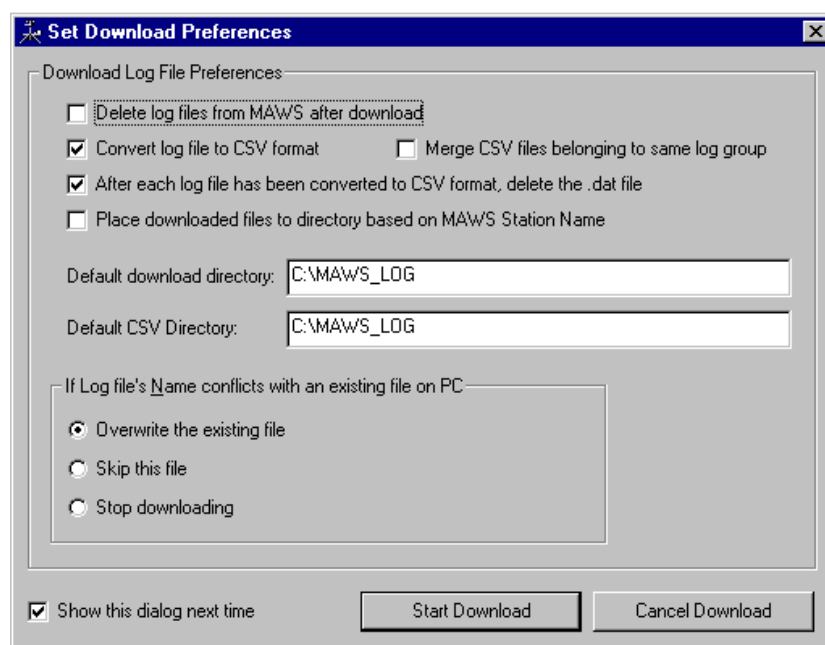 Set Download Preferences
Download Log File Preferences
Delete log files from MAWS after download
Convert log file to CSV format
Merge CSV files belonging to same log group
After each log file has been converted to CSV format, delete the .dat file
Place downloaded files to directory based on MAWS Station Name
Default download directory: C:\MAWS_LOG
Default CSV Directory: C:\MAWS_LOG
If Log file's Name conflicts with an existing file on PC
Overwrite the existing file
Skip this file
Stop downloading
Show this dialog next time
Start Download
Cancel Download